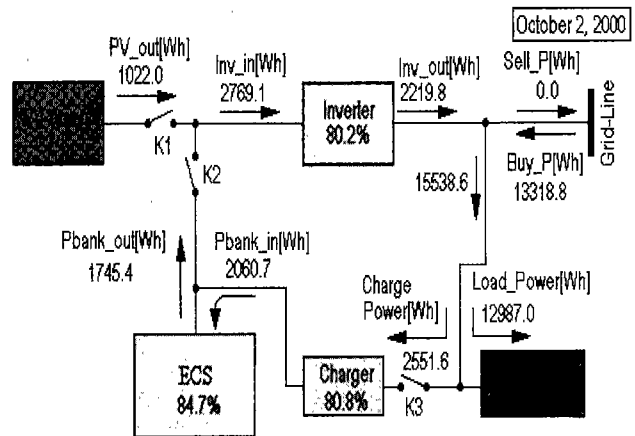 October 2, 2000
PV_out[Wh]
1022.0
Inv_in[Wh]
2769.1
Inv_out[Wh]
2219.8
Sell_P[Wh]
0.0
Inverter
80.2%
K1
K2
Buy_P[Wh]
13318.8
Grid-Line
15538.6
Pbank_out[Wh]
1745.4
Pbank_in[Wh]
2060.7
Charge
Power[Wh]
Load_Power[Wh]
12987.0
2551.6
ECS
84.7%
Charger
80.8%
K3